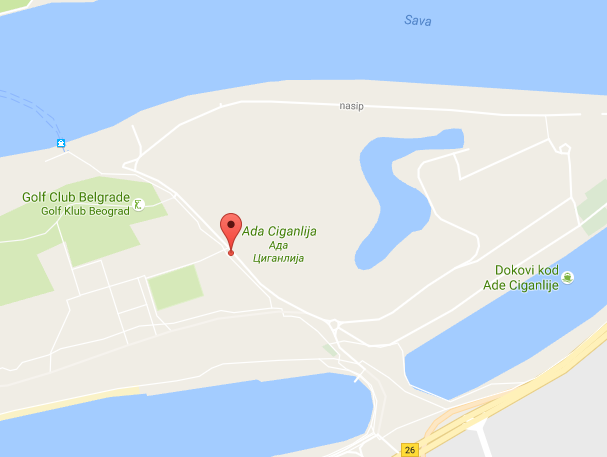 Sava
nasip
Golf Club Belgrade
Golf Klub Beograd
Ada Ciganlija
Ада
Циганлија
Dokovi kod
Ade Ciganlije
26